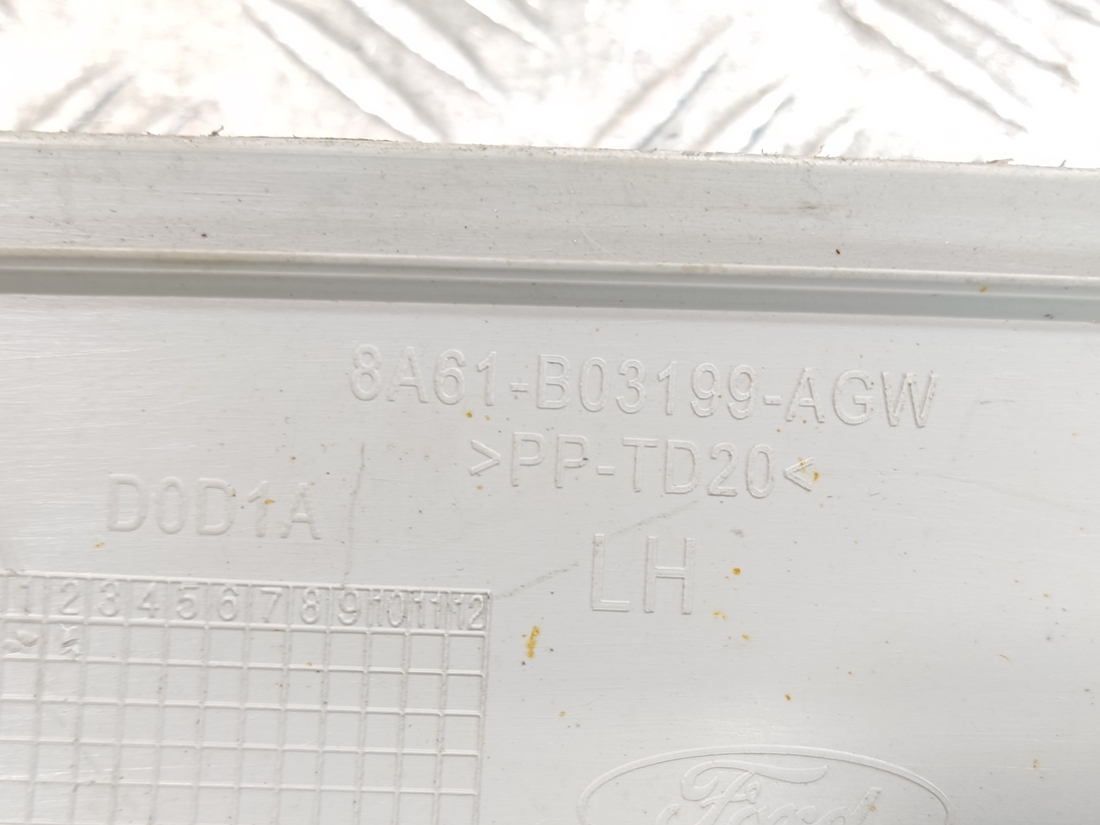 8A61-B03199-AGW
>PP-TD20<
D0D1A
LH
1 2 3 4 5 6 7 8 9 10 11 12
Ford